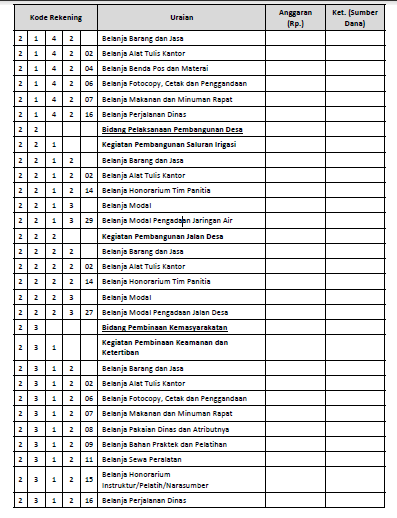 Kode Rekening Uraian Anggaran (Rp.) Ket. (Sumber Dana)
2 1 4 2 Belanja Barang dan Jasa
2 1 4 2 02 Belanja Alat Tulis Kantor
2 1 4 2 04 Belanja Benda Pos dan Materai
2 1 4 2 06 Belanja Fotocopy, Cetak dan Penggandaan
2 1 4 2 07 Belanja Makanan dan Minuman Rapat
2 1 4 2 16 Belanja Perjalanan Dinas
2 2 Bidang Pelaksanaan Pembangunan Desa
2 2 1 Kegiatan Pembangunan Saluran Irigasi
2 2 1 2 Belanja Barang dan Jasa
2 2 1 2 02 Belanja Alat Tulis Kantor
2 2 1 2 14 Belanja Honorarium Tim Panitia
2 2 1 3 Belanja Modal
2 2 1 3 29 Belanja Modal Pengadaan Jaringan Air
2 2 2 Kegiatan Pembangunan Jalan Desa
2 2 2 2 Belanja Barang dan Jasa
2 2 2 2 02 Belanja Alat Tulis Kantor
2 2 2 2 14 Belanja Honorarium Tim Panitia
2 2 2 3 Belanja Modal
2 2 2 3 27 Belanja Modal Pengadaan Jalan Desa
2 3 Bidang Pembinaan Kemasyarakatan
2 3 1 Kegiatan Pembinaan Keamanan dan
Ketertiban
2 3 1 2 Belanja Barang dan Jasa
2 3 1 2 02 Belanja Alat Tulis Kantor
2 3 1 2 06 Belanja Fotocopy, Cetak dan Penggandaan
2 3 1 2 07 Belanja Makanan dan Minuman Rapat
2 3 1 2 08 Belanja Pakaian Dinas dan Atributnya
2 3 1 2 09 Belanja Bahan Praktek dan Pelatihan
2 3 1 2 11 Belanja Sewa Peralatan
2 3 1 2 15 Belanja Honorarium
Instruktur/Pelatih/Narasumber
2 3 1 2 16 Belanja Perjalanan Dinas